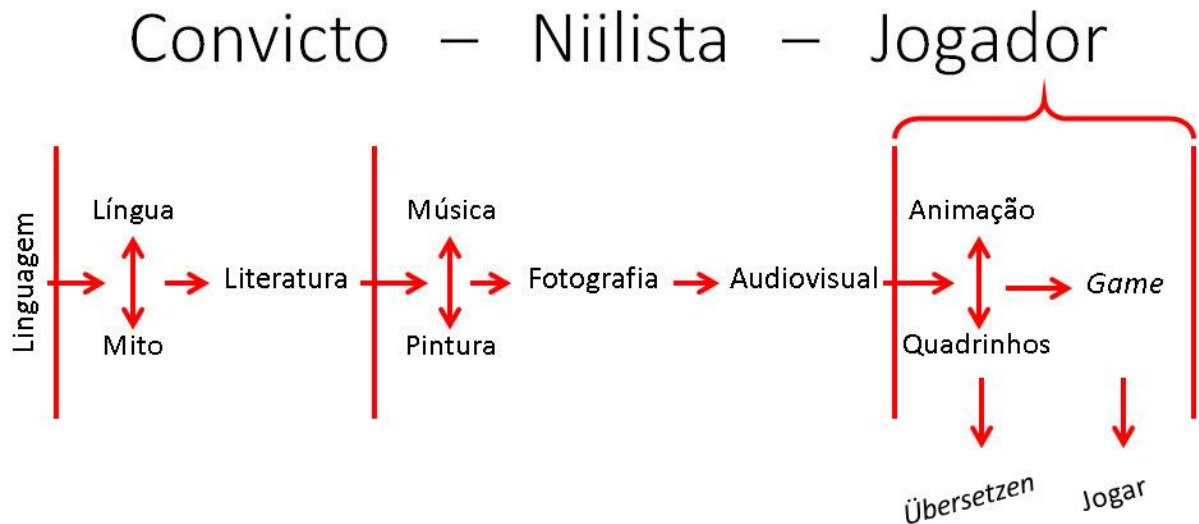 Convicto – Niilista – Jogador
Linguagem
Língua
Mito
Literatura
Música
Pintura
Fotografia
Audiovisual
Animação
Quadrinhos
Game
Übersetzen
Jogar